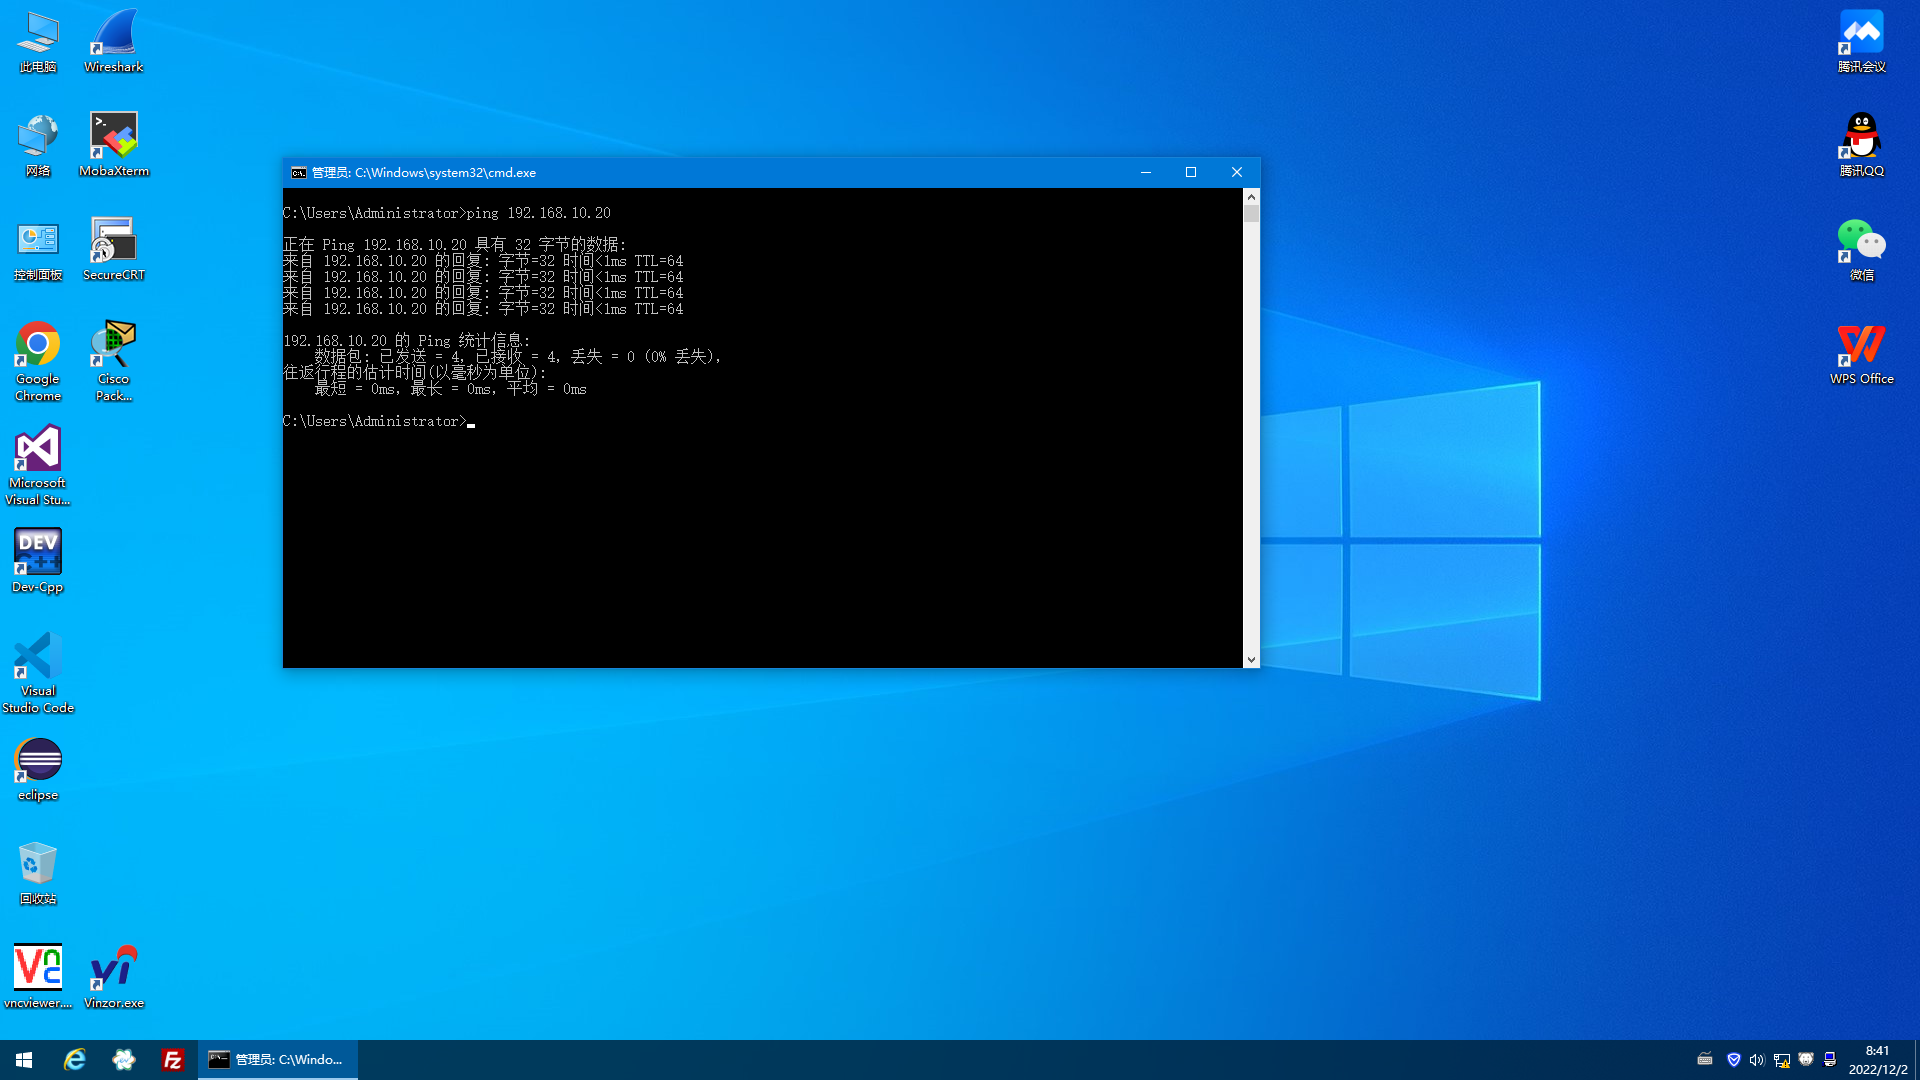 此电脑
Wireshark
网络
MobaXterm
控制面板
SecureCRT
Google
Chrome
Cisco
Pack...
Microsoft
Visual Stu...
DEV
C++
Dev-Cpp
Visual
Studio Code
eclipse
回收站
vncviewer....
Vinzor.exe
管理员: C:\Windows\system32\cmd.exe
C:\Users\Administrator>ping 192.168.10.20
正在 Ping 192.168.10.20 具有 32 字节的数据:
来自 192.168.10.20 的回复: 字节=32 时间<1ms TTL=64
来自 192.168.10.20 的回复: 字节=32 时间<1ms TTL=64
来自 192.168.10.20 的回复: 字节=32 时间<1ms TTL=64
来自 192.168.10.20 的回复: 字节=32 时间<1ms TTL=64
192.168.10.20 的 Ping 统计信息:
数据包: 已发送 = 4, 已接收 = 4, 丢失 = 0 (0% 丢失),
往返行程的估计时间(以毫秒为单位):
最短 = 0ms, 最长 = 0ms, 平均 = 0ms
C:\Users\Administrator>
腾讯会议
腾讯QQ
微信
WPS Office
管理员: C:\Windo...
8:41
2022/12/2